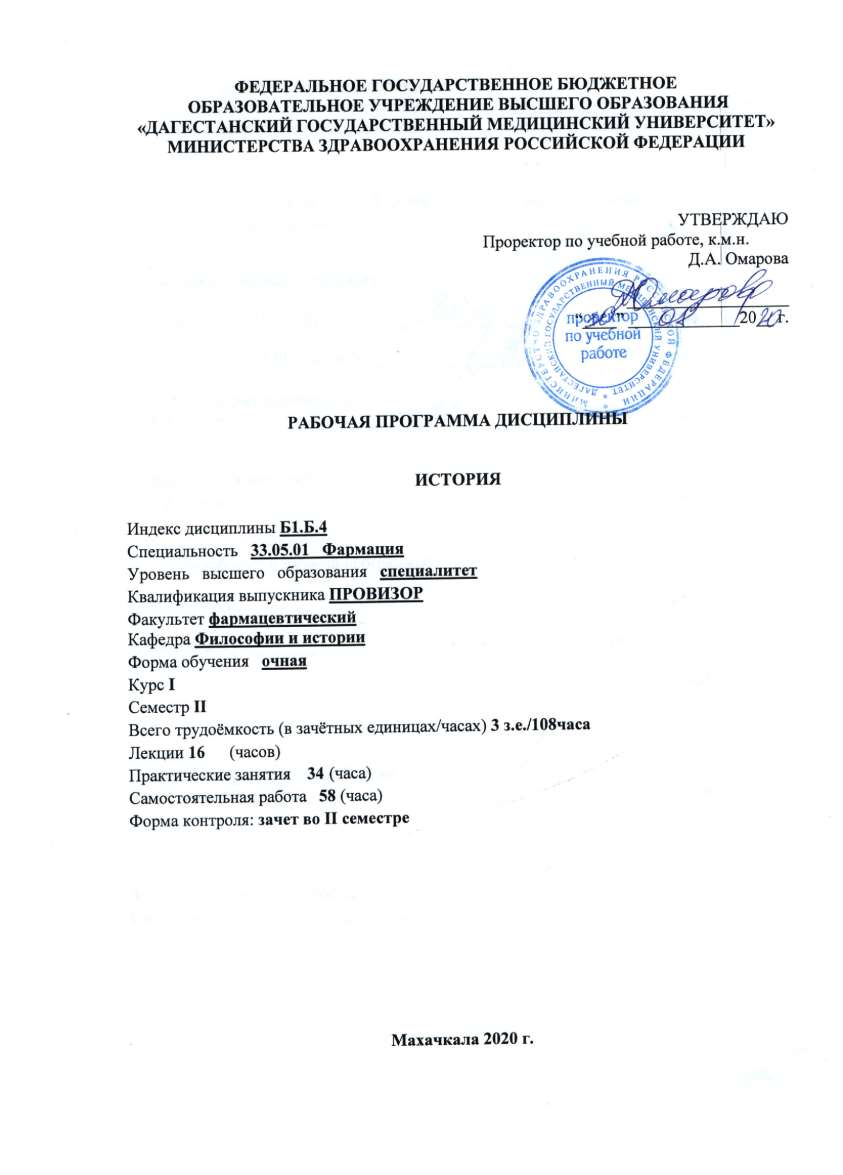 ФЕДЕРАЛЬНОЕ ГОСУДАРСТВЕННОЕ БЮДЖЕТНОЕ
ОБРАЗОВАТЕЛЬНОЕ УЧРЕЖДЕНИЕ ВЫСШЕГО ОБРАЗОВАНИЯ
«ДАГЕСТАНСКИЙ ГОСУДАРСТВЕННЫЙ МЕДИЦИНСКИЙ УНИВЕРСИТЕТ»
МИНИСТЕРСТВА ЗДРАВООХРАНЕНИЯ РОССИЙСКОЙ ФЕДЕРАЦИИ
УТВЕРЖДАЮ
Проректор по учебной работе, к.м.н.
Д.А. Омарова
2020 г.
проректор
по учебной
работе
РАБОЧАЯ ПРОГРАММА ДИСЦИПЛИНЫ
ИСТОРИЯ
Индекс дисциплины Б1.Б.4
Специальность 33.05.01 Фармация
Уровень высшего образования специалитет
Квалификация выпускника ПРОВИЗОР
Факультет фармацевтический
Кафедра Философии и истории
Форма обучения очная
Курс I
Семестр II
Всего трудоёмкость (в зачётных единицах/часах) 3 з.е./108часа
Лекции 16 (часов)
Практические занятия 34 (часа)
Самостоятельная работа 58 (часа)
Форма контроля: зачет во II семестре
Махачкала 2020 г.